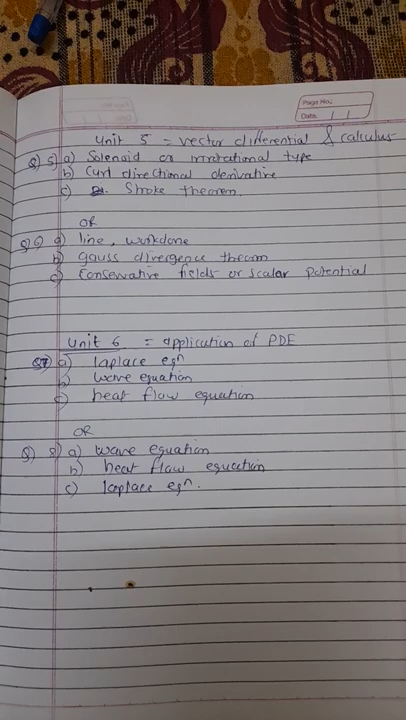 Page No.:
Date: / /
Unit 5 = vector differential & calculus
Q) 5) a) Solenoid or irrotational type
b) Curl directional derivative
c) Stroke theorem.
OR
Q6) a) line, workdone
b) gauss divergence theorem
c) Conservative fields or scalar potential
Unit 6 = application of PDE
Q7) a) laplace eqn
b) wave equation
c) heat flow equation
OR
Q) 8) a) wave equation
b) heat flow equation
c) laplace eqn.